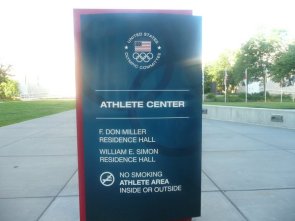 UNITED STATES
OLYMPIC COMMITTEE
ATHLETE CENTER
F. DON MILLER
RESIDENCE HALL
WILLIAM E. SIMON
RESIDENCE HALL
NO SMOKING
ATHLETE AREA
INSIDE OR OUTSIDE